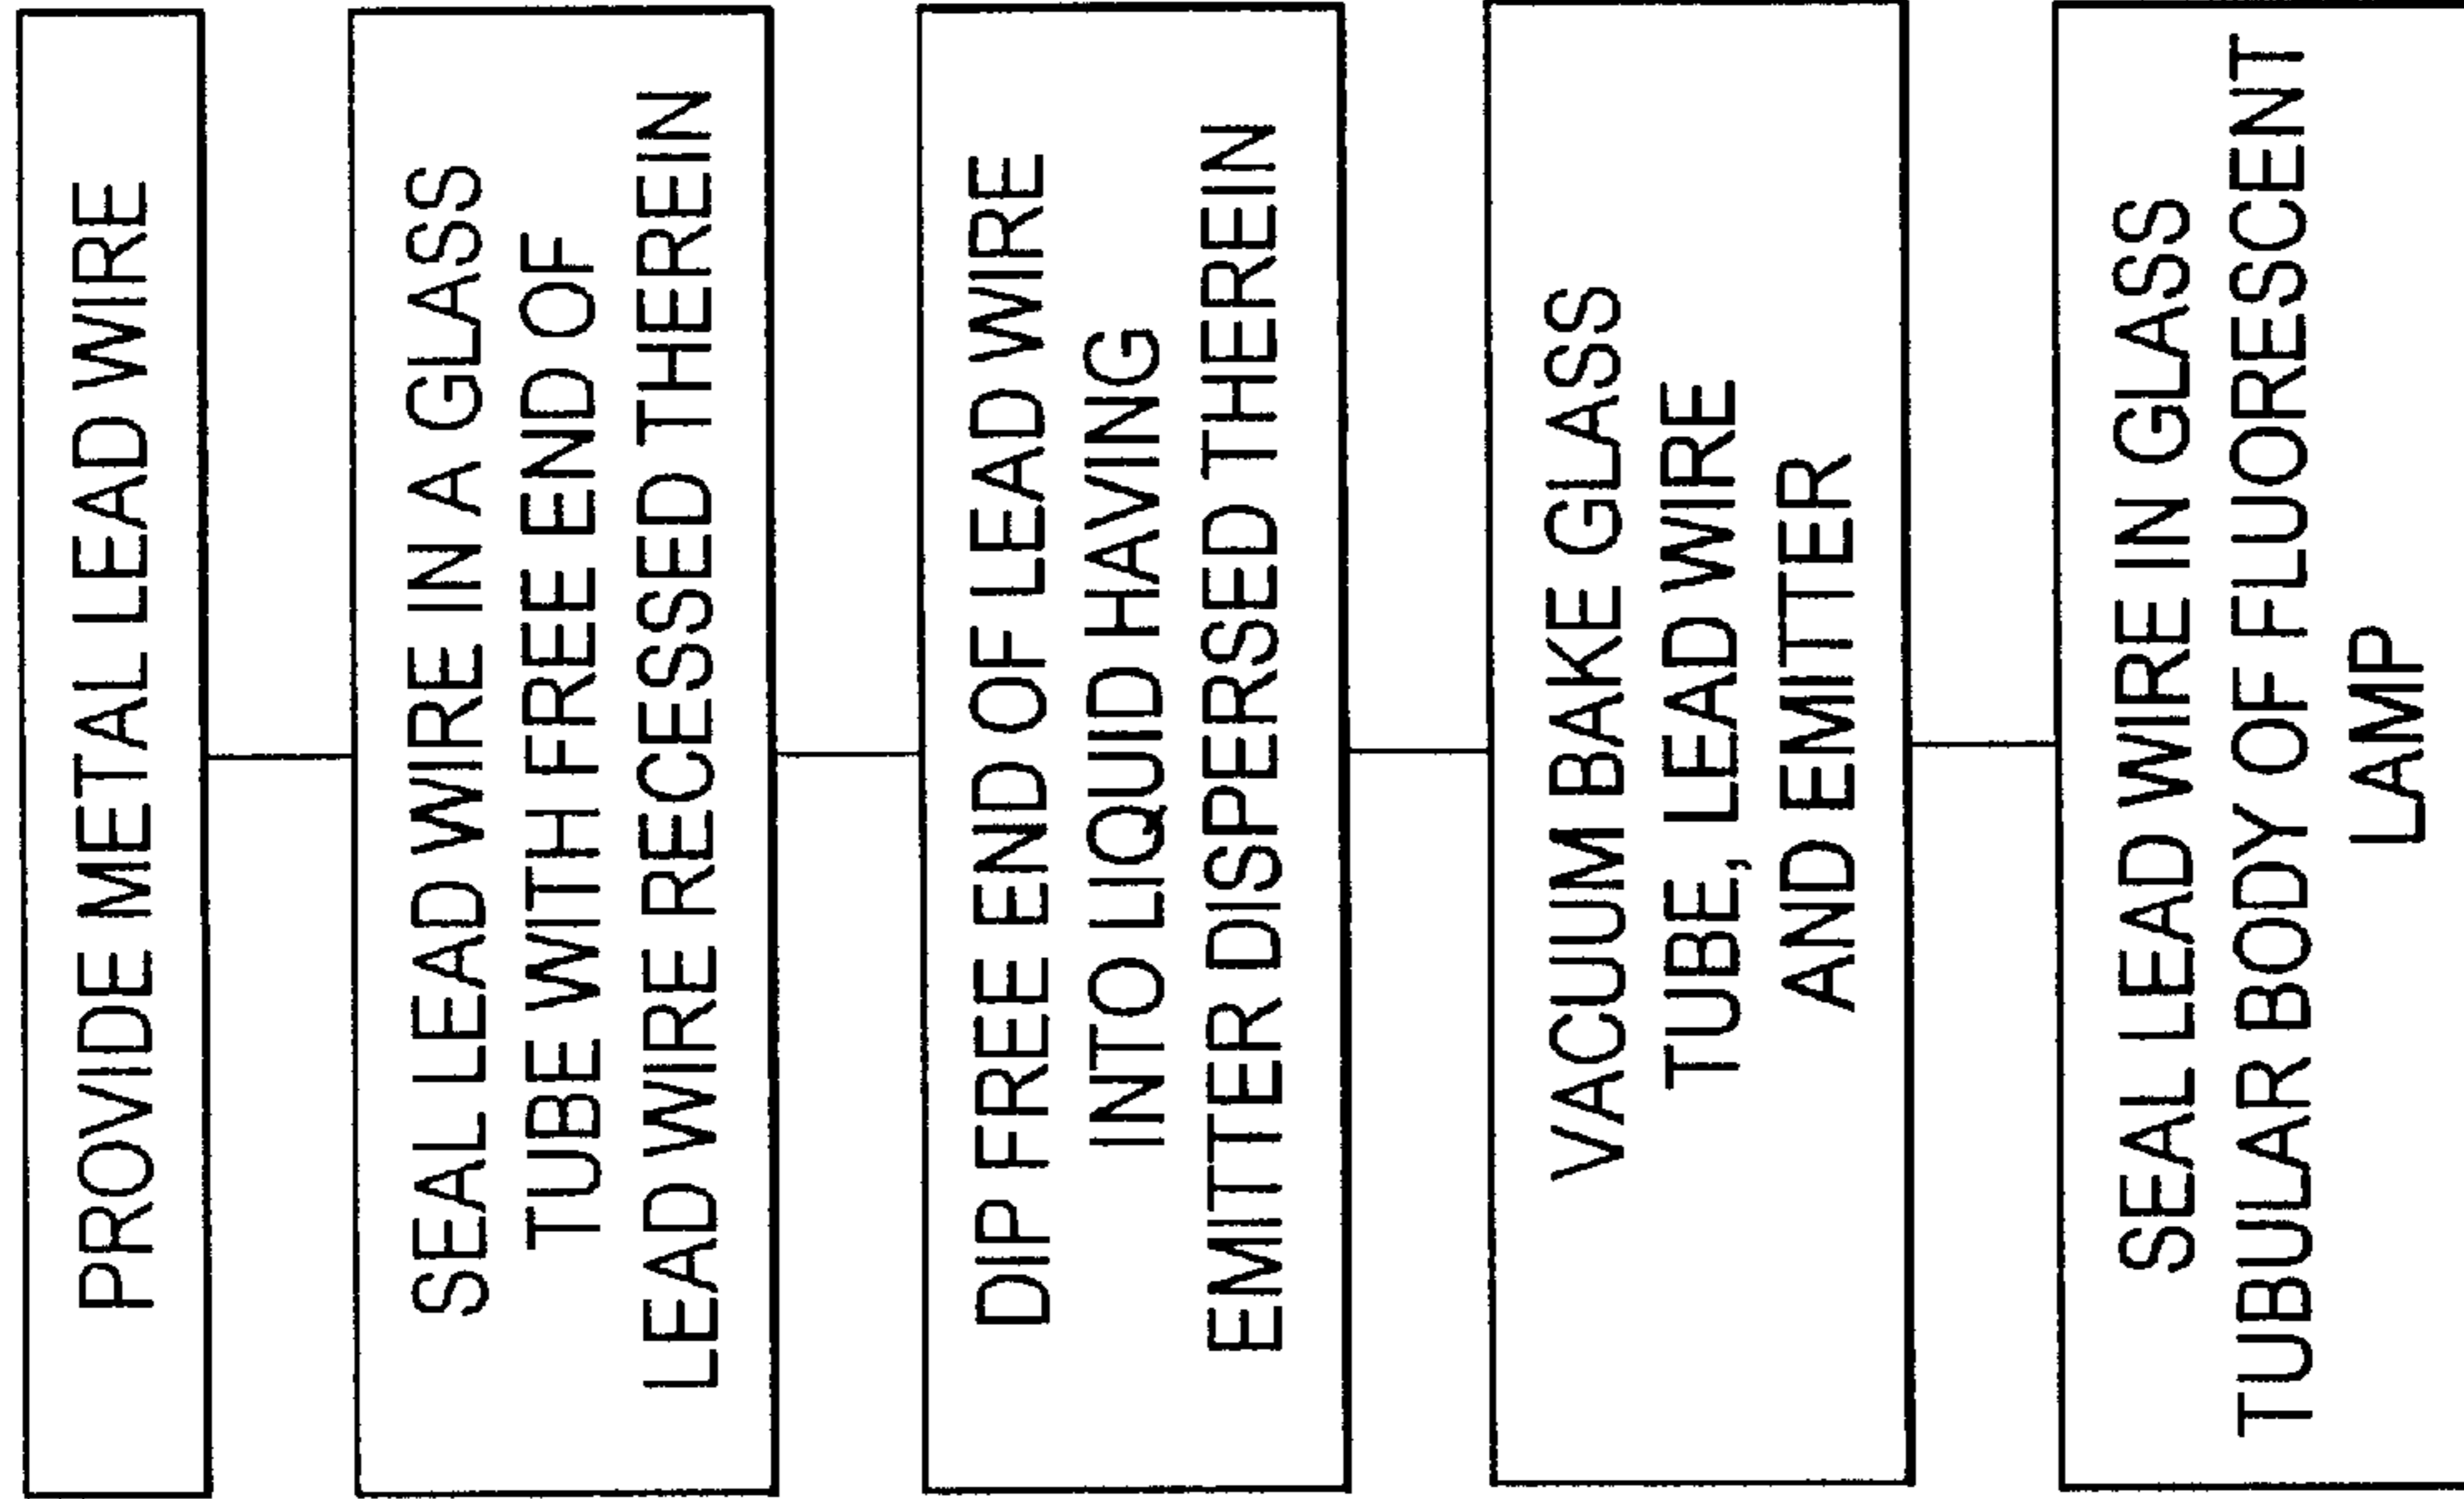 PROVIDE METAL LEAD WIRE
SEAL LEAD WIRE IN A GLASS
TUBE WITH FREE END OF
LEAD WIRE RECESSED THEREIN
DIP FREE END OF LEAD WIRE
INTO LIQUID HAVING
EMITTER DISPERSED THEREIN
VACUUM BAKE GLASS
TUBE, LEAD WIRE
AND EMITTER
SEAL LEAD WIRE IN GLASS
TUBULAR BODY OF FLUORESCENT
LAMP